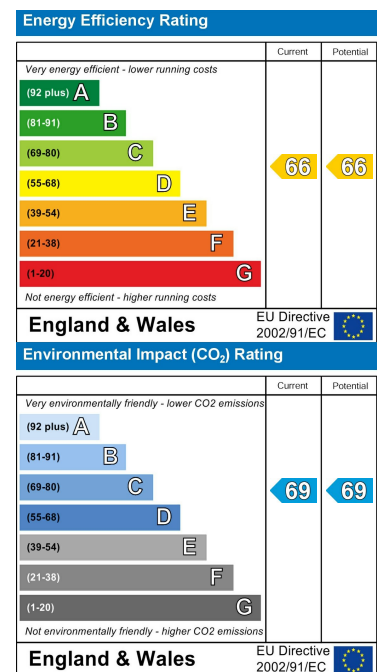 Energy Efficiency Rating
Current Potential
Very energy efficient - lower running costs
(92 plus) A
(81-91) B
(69-80) C
(55-68) D
(39-54) E
(21-38) F
(1-20) G
66 66
Not energy efficient - higher running costs
England & Wales
EU Directive
2002/91/EC
Environmental Impact (CO₂) Rating
Current Potential
Very environmentally friendly - lower CO2 emissions
(92 plus) A
(81-91) B
(69-80) C
(55-68) D
(39-54) E
(21-38) F
(1-20) G
69 69
Not environmentally friendly - higher CO2 emissions
England & Wales
EU Directive
2002/91/EC